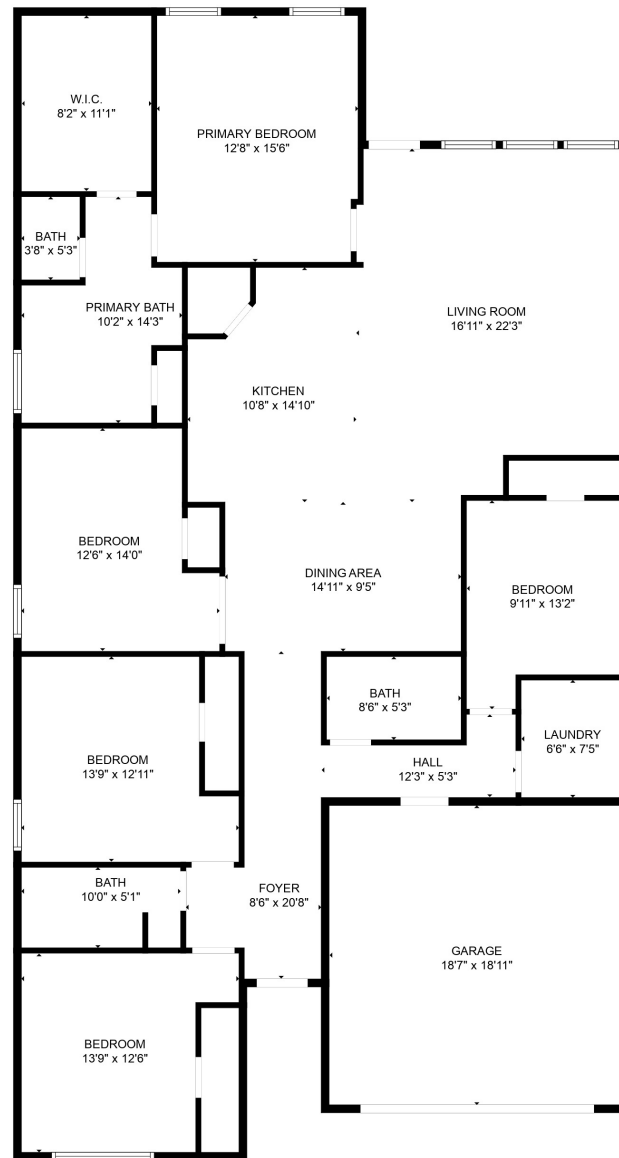 W.I.C.
8'2" x 11'1"
PRIMARY BEDROOM
12'8" x 15'6"
BATH
3'8" x 5'3"
PRIMARY BATH
10'2" x 14'3"
LIVING ROOM
16'11" x 22'3"
KITCHEN
10'8" x 14'10"
BEDROOM
12'6" x 14'0"
DINING AREA
14'11" x 9'5"
BEDROOM
9'11" x 13'2"
BATH
8'6" x 5'3"
LAUNDRY
6'6" x 7'5"
BEDROOM
13'9" x 12'11"
HALL
12'3" x 5'3"
BATH
10'0" x 5'1"
FOYER
8'6" x 20'8"
GARAGE
18'7" x 18'11"
BEDROOM
13'9" x 12'6"